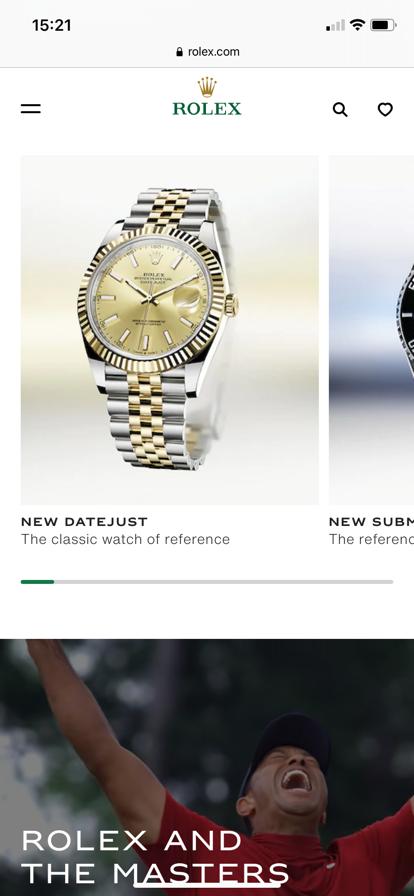 15:21
rolex.com
ROLEX
ROLEX
OYSTER PERPETUAL
DATEJUST
NEW DATEJUST
The classic watch of reference
NEW SUBM
The referenc
ROLEX AND
THE MASTERS